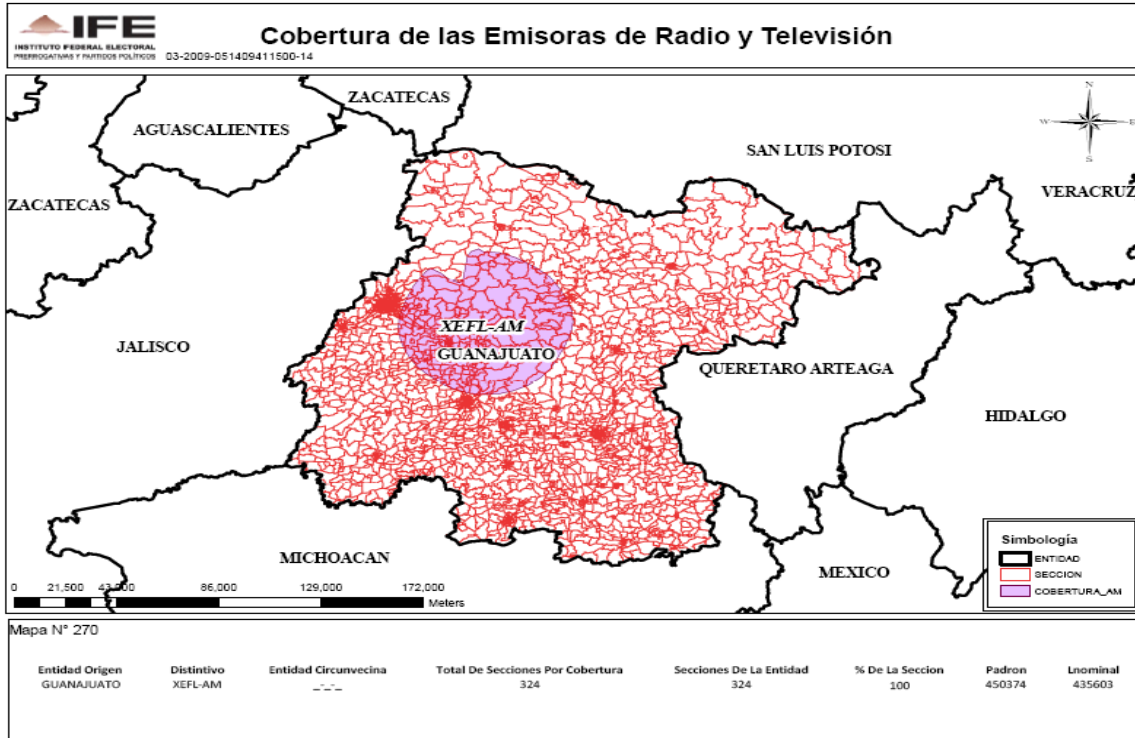 IFE
INSTITUTO FEDERAL ELECTORAL
PRERROGATIVAS Y PARTIDOS POLÍTICOS
03-2009-051409411500-14
Cobertura de las Emisoras de Radio y Televisión
ZACATECAS
AGUASCALIENTES
SAN LUIS POTOSI
N
W
E
S
VERACRUZ
ZACATECAS
XEFL-AM
GUANAJUATO
JALISCO
QUERETARO ARTEAGA
HIDALGO
MICHOACAN
MEXICO
Simbología
ENTIDAD
SECCION
COBERTURA_AM
0 21,500 43,000 86,000 129,000 172,000
Meters
Mapa N° 270
Entidad Origen Distintivo Entidad Circunvecina Total De Secciones Por Cobertura Secciones De La Entidad % De La Seccion Padron Lnominal
GUANAJUATO XEFL-AM _-_-_ 324 324 100 450374 435603